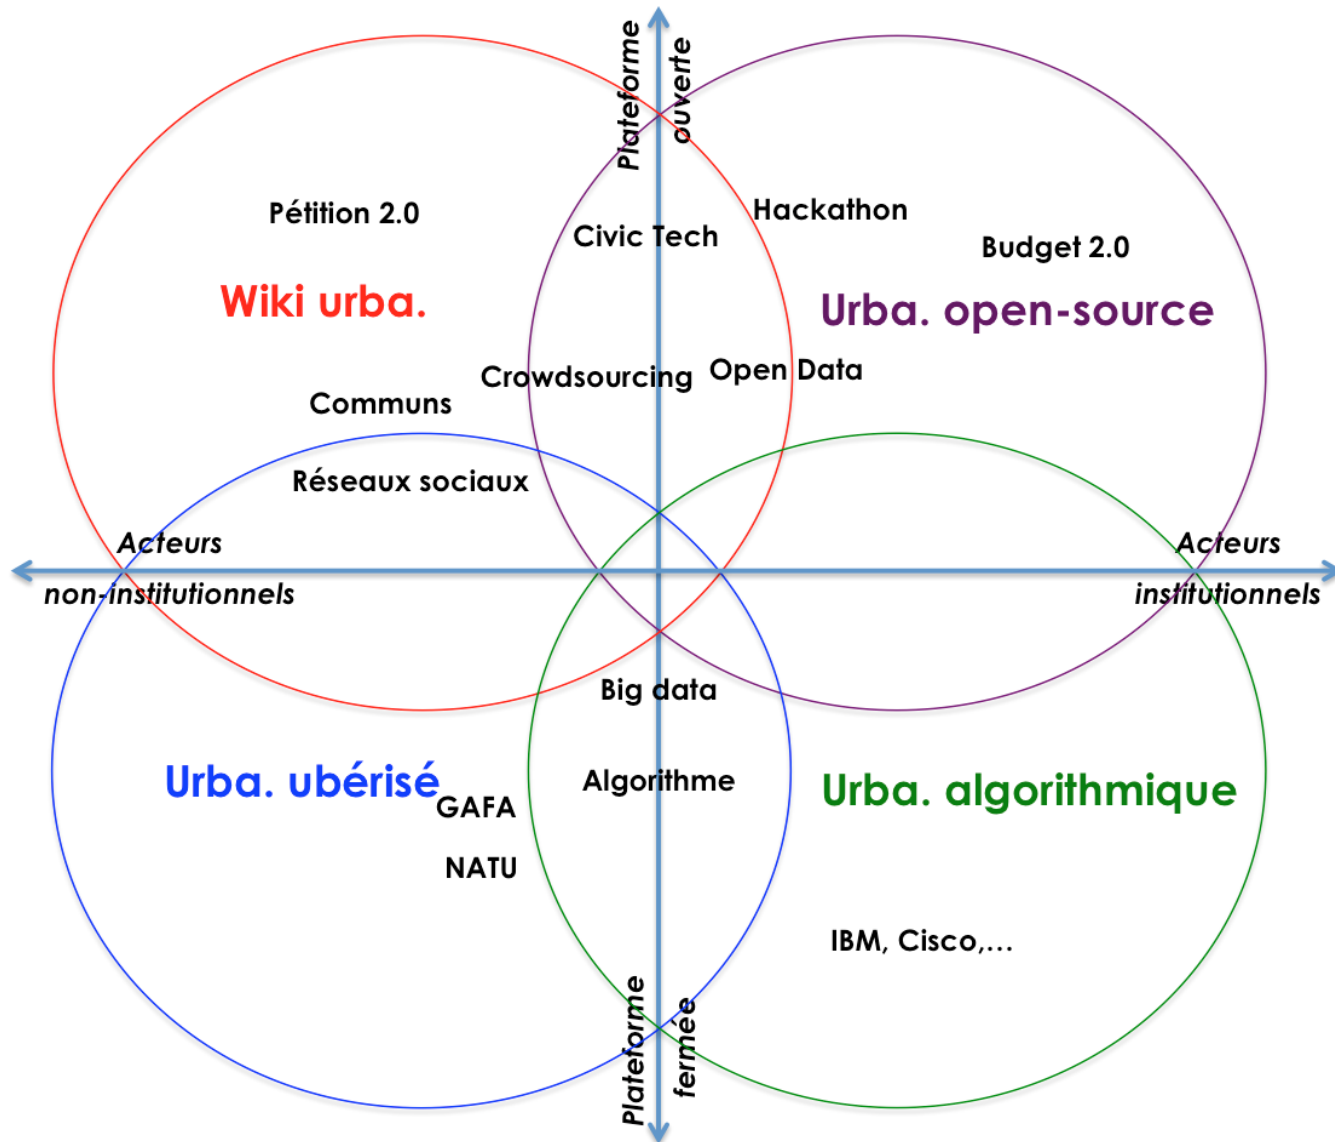 Plateforme
ouverte
Pétition 2.0
Hackathon
Civic Tech
Budget 2.0
Wiki urba.
Urba. open-source
Crowdsourcing
Open Data
Communs
Réseaux sociaux
Acteurs
non-institutionnels
Acteurs
institutionnels
Big data
Urba. ubérisé
Algorithme
Urba. algorithmique
GAFA
NATU
IBM, Cisco,...
Plateforme
fermée